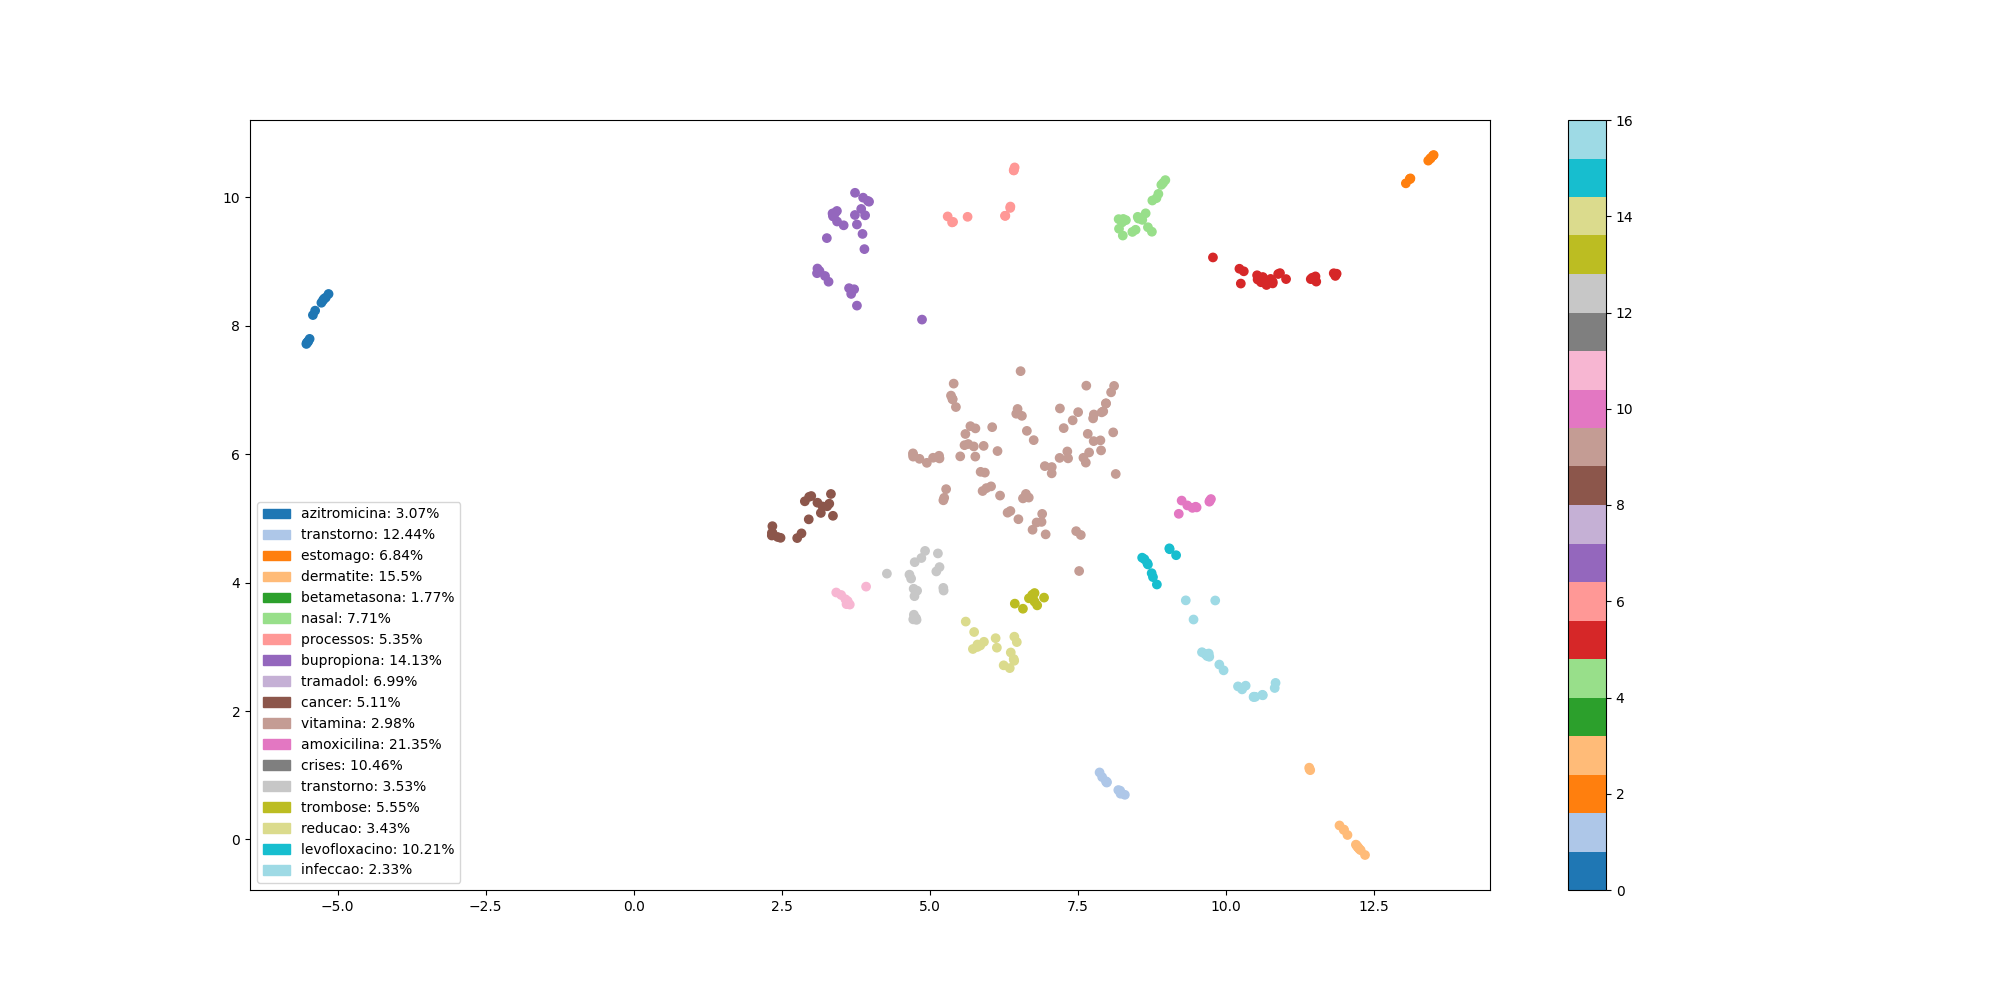 10
8
6
4
2
0
azitromicina: 3.07%
transtorno: 12.44%
estomago: 6.84%
dermatite: 15.5%
betametasona: 1.77%
nasal: 7.71%
processos: 5.35%
bupropiona: 14.13%
tramadol: 6.99%
cancer: 5.11%
vitamina: 2.98%
amoxicilina: 21.35%
crises: 10.46%
transtorno: 3.53%
trombose: 5.55%
reducao: 3.43%
levofloxacino: 10.21%
infeccao: 2.33%
−5.0 −2.5 0.0 2.5 5.0 7.5 10.0 12.5
16
14
12
10
8
6
4
2
0